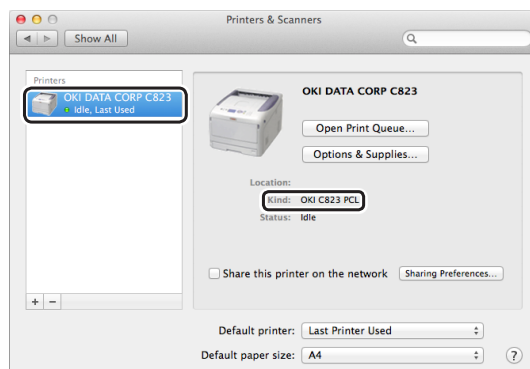 Printers & Scanners
Show All
Printers
OKI DATA CORP C823
Idle, Last Used
OKI DATA CORP C823
Open Print Queue...
Options & Supplies...
Location:
Kind: OKI C823 PCL
Status: Idle
Share this printer on the network Sharing Preferences...
+ −
Default printer: Last Printer Used
Default paper size: A4 ?